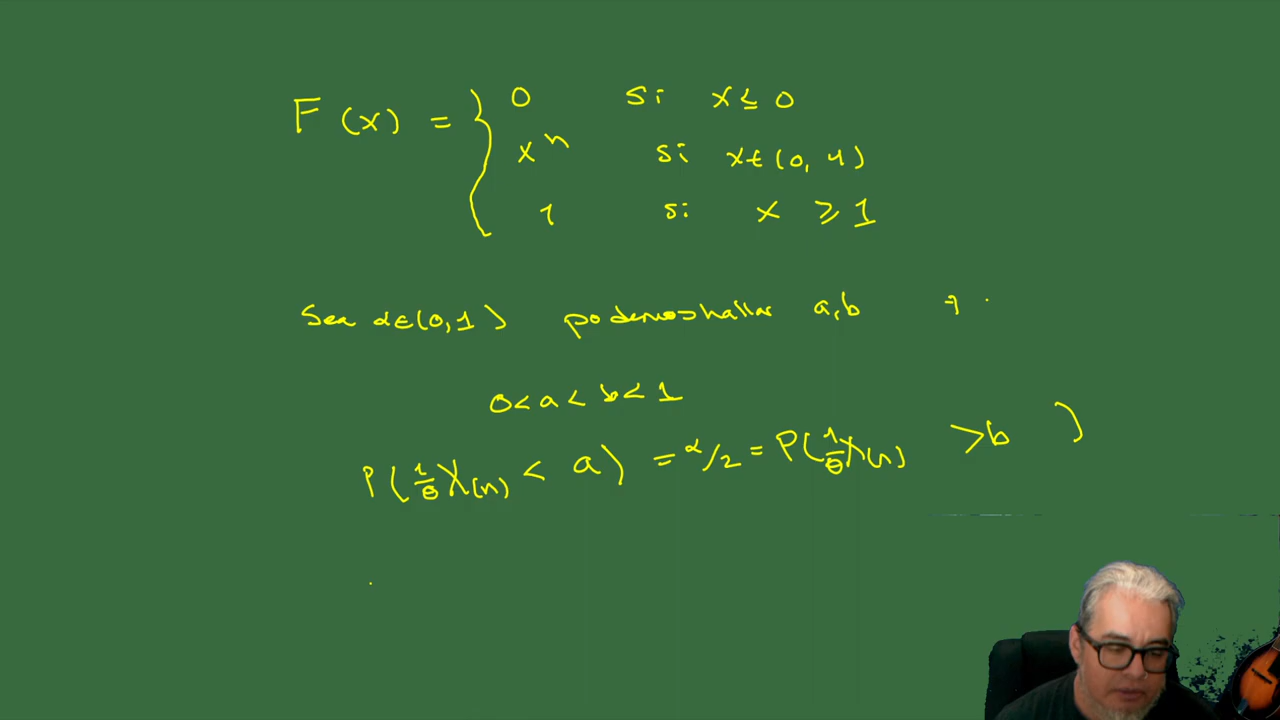 F(x) = { 0 si x ≤ 0
x^n si x ∈ (0, 1)
1 si x ≥ 1
Sea α ∈ (0, 1) podemos hallar a, b
0 < a < b < 1
P(1/θ X(n) < a) = α/2 = P(1/θ X(n) > b)